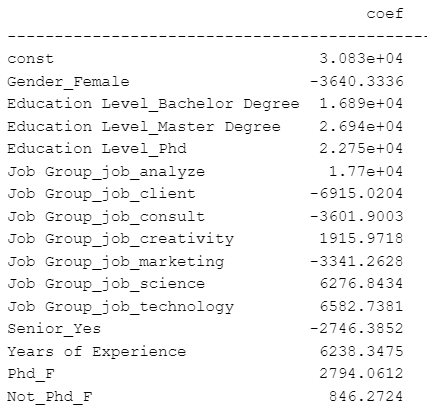 coef
------------------------------------------------
const 3.083e+04
Gender_Female -3640.3336
Education Level_Bachelor Degree 1.689e+04
Education Level_Master Degree 2.694e+04
Education Level_Phd 2.275e+04
Job Group_job_analyze 1.77e+04
Job Group_job_client -6915.0204
Job Group_job_consult -3601.9003
Job Group_job_creativity 1915.9718
Job Group_job_marketing -3341.2628
Job Group_job_science 6276.8434
Job Group_job_technology 6582.7381
Senior_Yes -2746.3852
Years of Experience 6238.3475
Phd_F 2794.0612
Not_Phd_F 846.2724